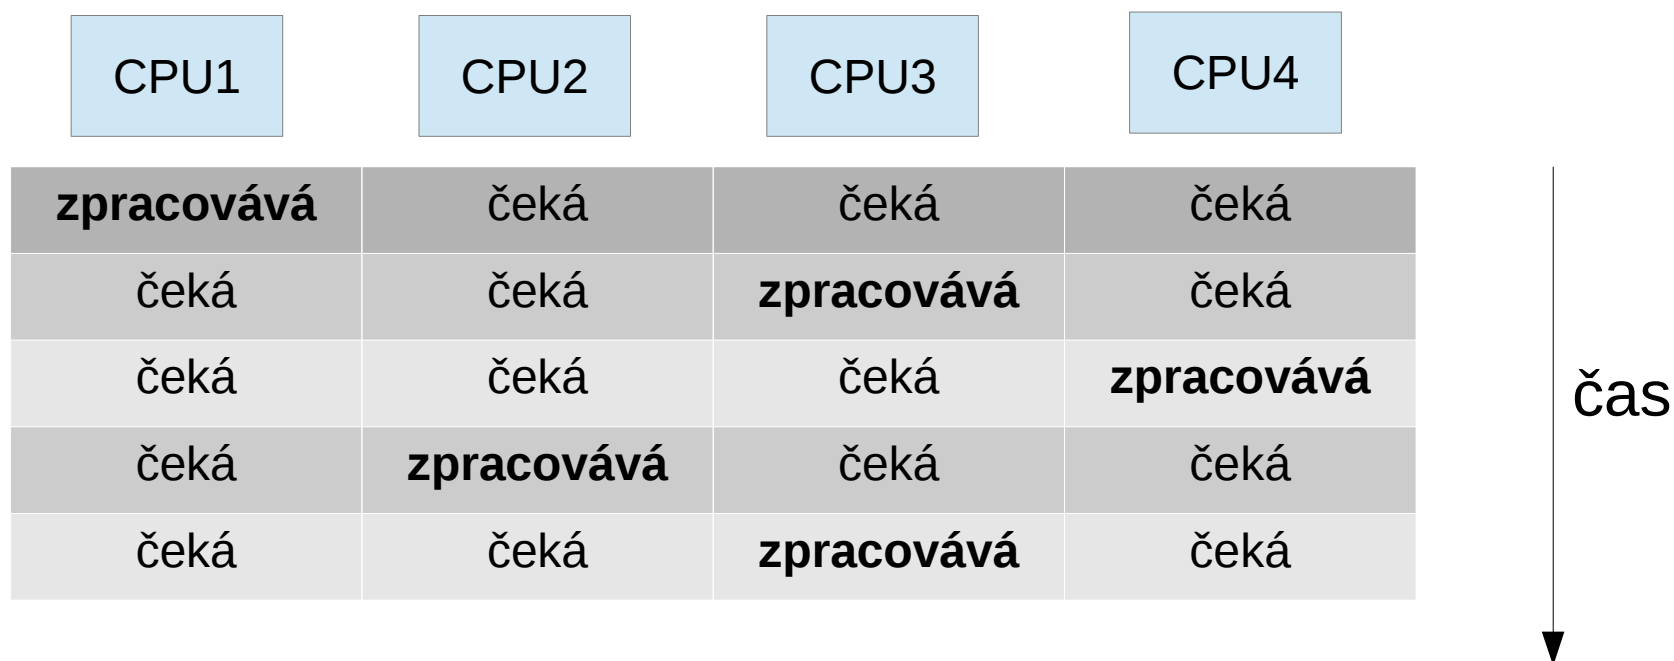 CPU1 CPU2 CPU3 CPU4
zpracovává čeká čeká čeká
čeká čeká zpracovává čeká
čeká čeká čeká zpracovává
čas
čeká zpracovává čeká čeká
čeká čeká zpracovává čeká